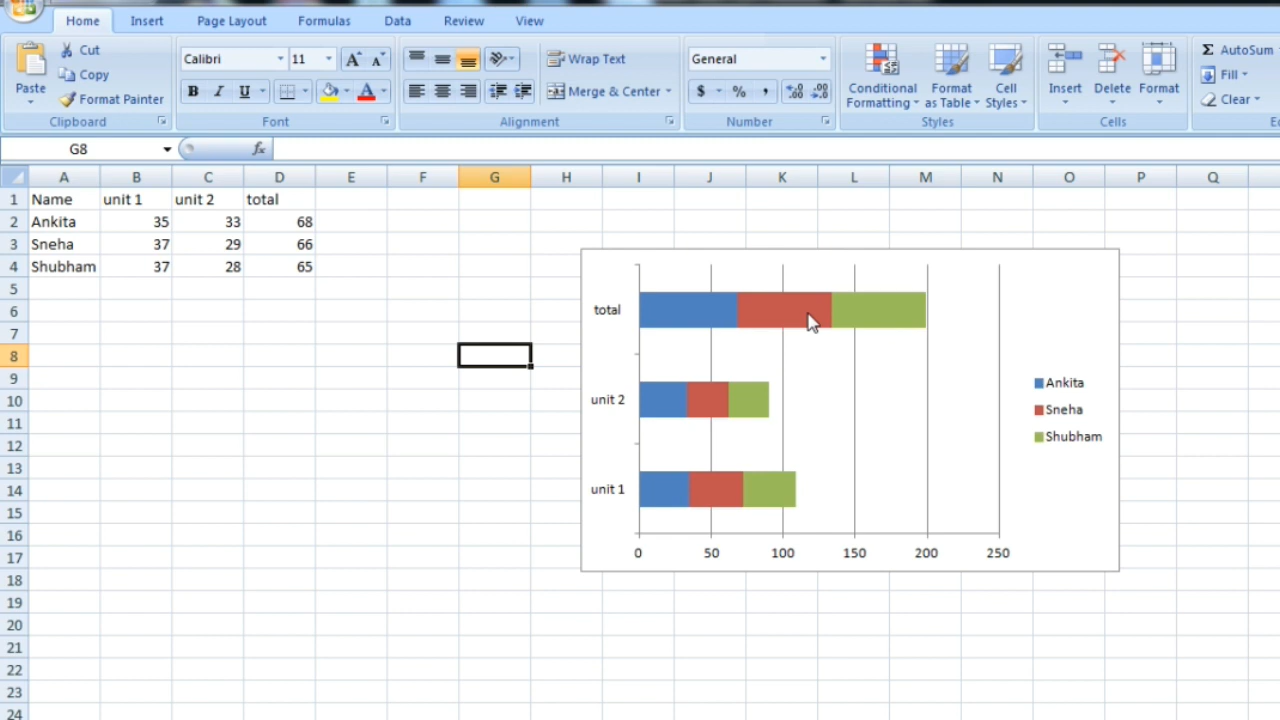 Home Insert Page Layout Formulas Data Review View
Paste
Cut
Copy
Format Painter
Clipboard
Calibri 11 A A
B I U A
Font
Wrap Text
Merge & Center
Alignment
General
$ % ,
Number
Conditional Formatting
Format as Table
Cell Styles
Styles
Insert Delete Format
Cells
Σ AutoSum
Fill
Clear
G8 fx
A B C D E F G H I J K L M N O P Q
1 Name unit 1 unit 2 total
2 Ankita 35 33 68
3 Sneha 37 29 66
4 Shubham 37 28 65
5
6
7
8
9
10
11
12
13
14
15
16
17
18
19
20
21
22
23
24
total
unit 2
unit 1
0 50 100 150 200 250
Ankita
Sneha
Shubham